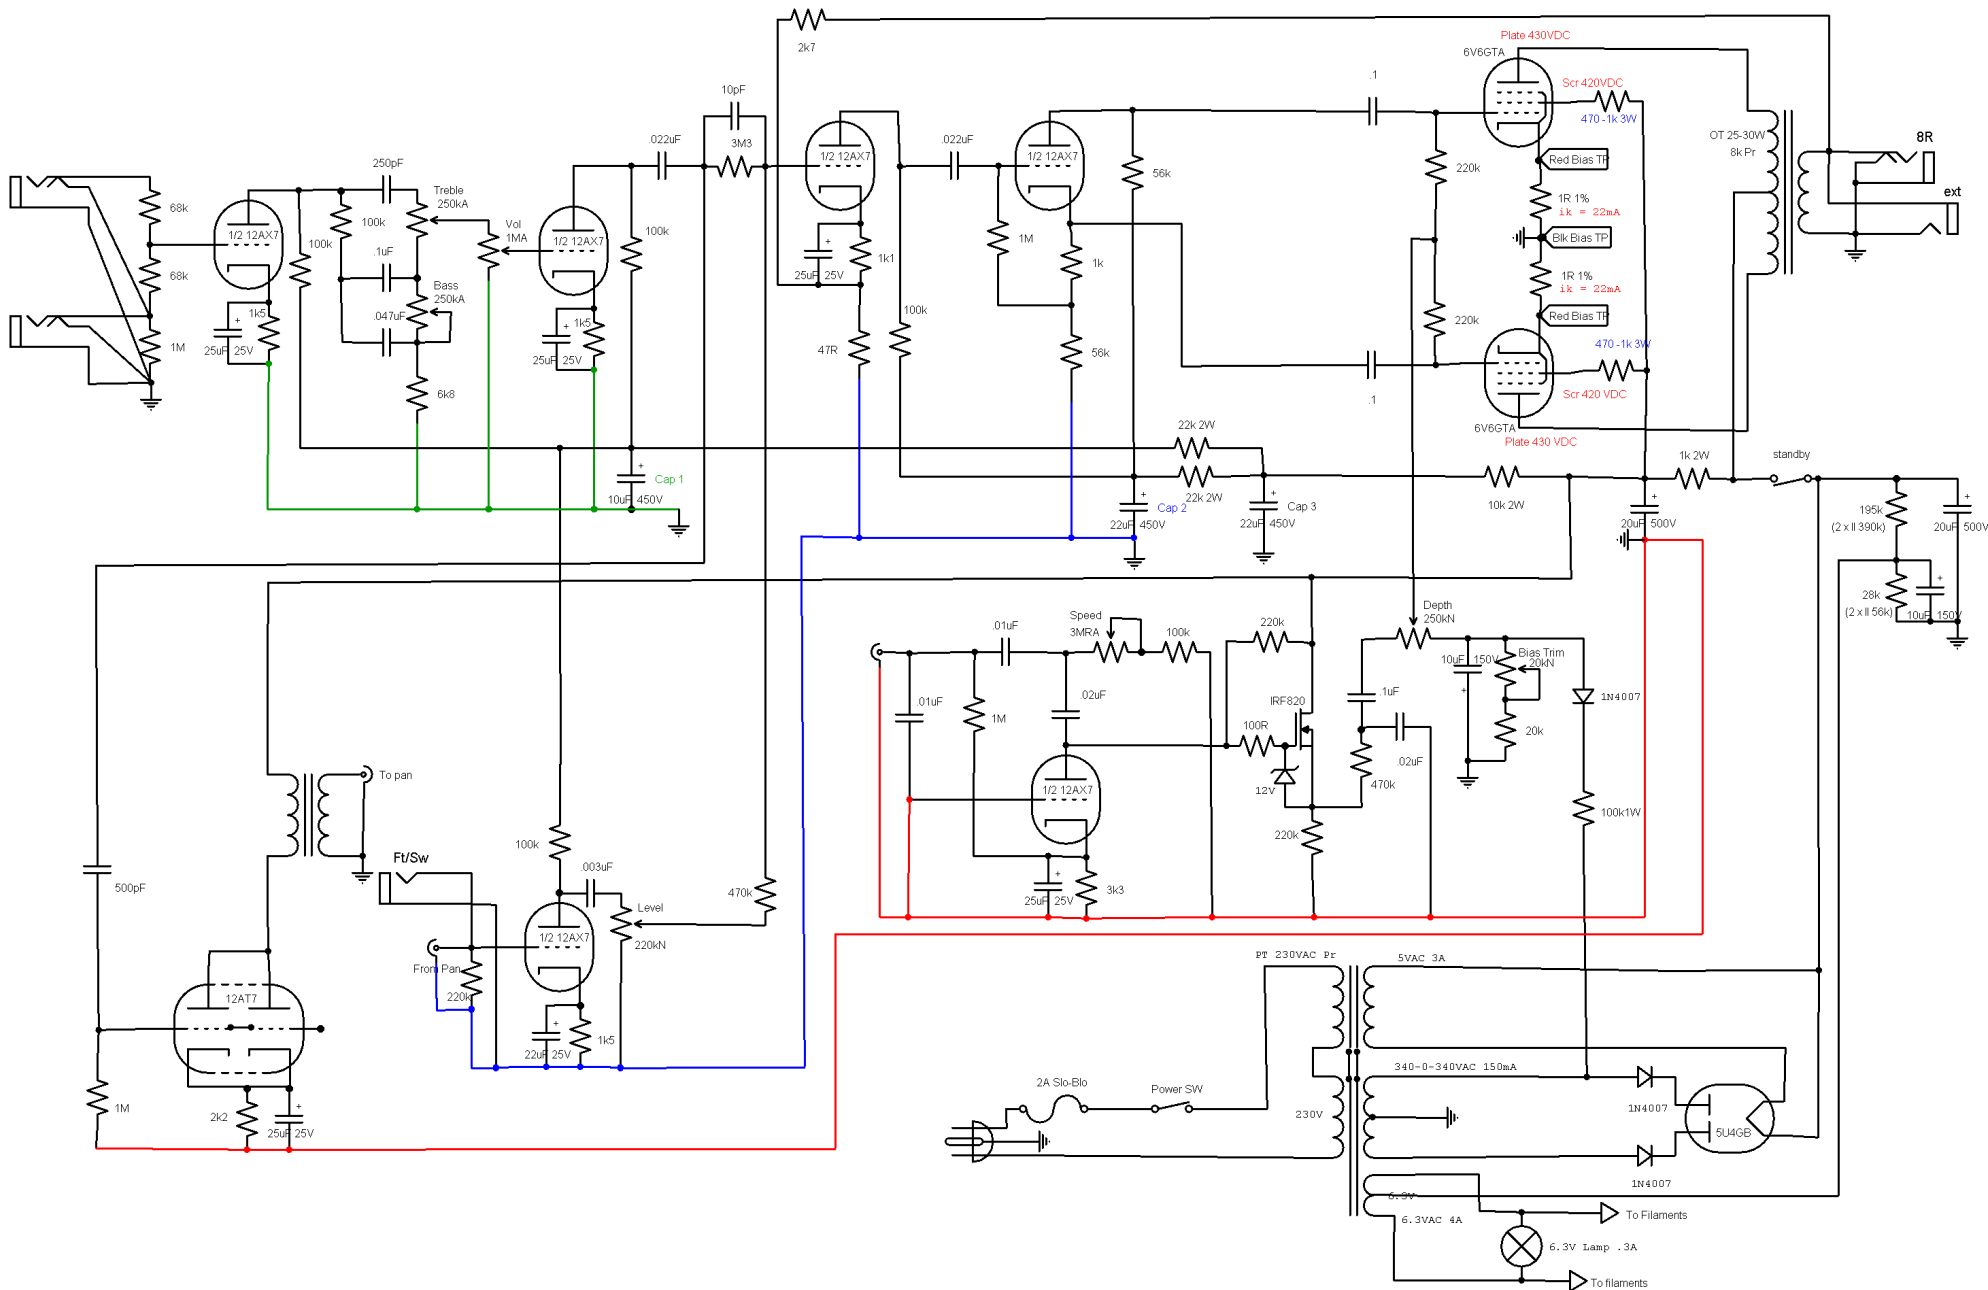 2k7
Plate 430VDC
6V6GTA
Scr 420VDC
470 -1k 3W
.1
10pF
3M3
.022uF
1/2 12AX7
.022uF
1/2 12AX7
56k
220k
Red Bias TP
1R 1%
ik = 22mA
Blk Bias TP
1R 1%
ik = 22mA
Red Bias TP
220k
470 -1k 3W
Scr 420 VDC
6V6GTA
Plate 430 VDC
.1
OT 25-30W
8k Pr
8R
ext
68k
68k
1M
1/2 12AX7
25uF 25V
+
1k5
100k
250pF
100k
Treble
250kA
.1uF
Bass
250kA
.047uF
6k8
Vol
1MA
1/2 12AX7
25uF 25V
+
1k5
100k
+
Cap 1
10uF 450V
25uF 25V
+
1k1
47R
100k
1M
1k
56k
22k 2W
22k 2W
+
Cap 2
22uF 450V
+
Cap 3
22uF 450V
10k 2W
1k 2W
standby
+
20uF 500V
195k
(2 x II 390k)
+
20uF 500V
28k
(2 x II 56k)
+
10uF 150V
.01uF
Speed
3MRA
100k
.01uF
1M
.02uF
1/2 12AX7
+
25uF 25V
3k3
220k
IRF820
100R
12V
220k
470k
.1uF
.02uF
Depth
250kN
10uF 150V
+
Bias Trim
20kN
20k
1N4007
100k1W
To pan
500pF
12AT7
1M
2k2
+
25uF 25V
Ft/Sw
From Pan
220k
100k
.003uF
Level
220kN
1/2 12AX7
+
22uF 25V
1k5
470k
PT 230VAC Pr
5VAC 3A
340-0-340VAC 150mA
230V
2A Slo-Blo
Power SW
1N4007
5U4GB
1N4007
6.3V
6.3VAC 4A
To Filaments
6.3V Lamp .3A
To filaments